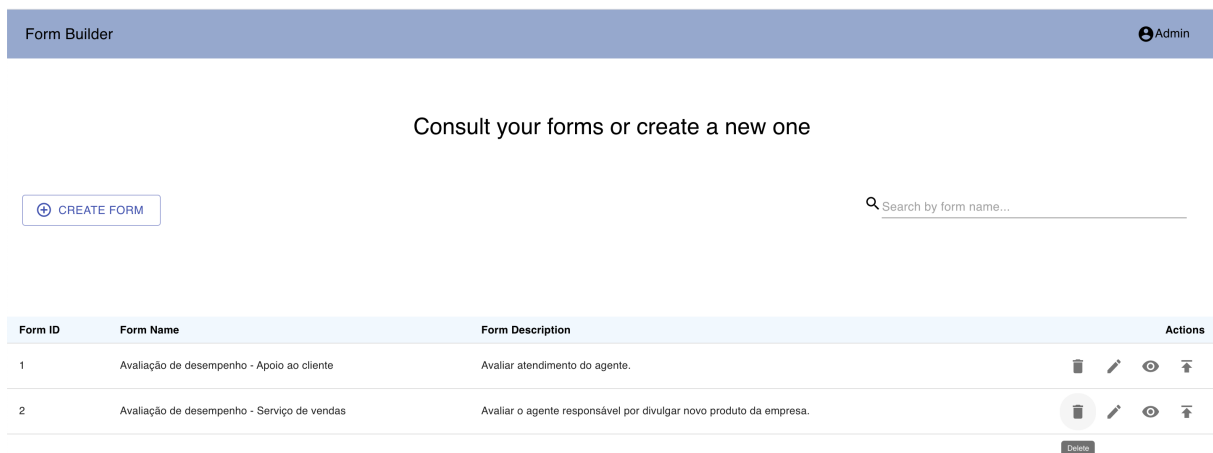 Form Builder
Admin
Consult your forms or create a new one
CREATE FORM
Search by form name...
Form ID Form Name Form Description Actions
1 Avaliação de desempenho - Apoio ao cliente Avaliar atendimento do agente.
2 Avaliação de desempenho - Serviço de vendas Avaliar o agente responsável por divulgar novo produto da empresa.
Delete